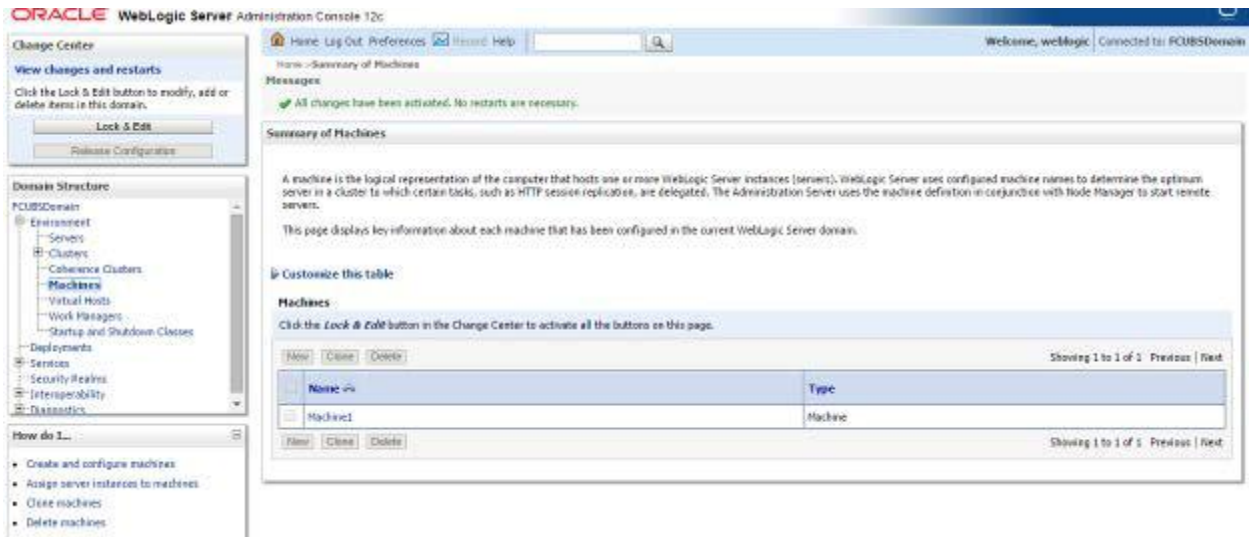 ORACLE WebLogic Server Administration Console 12c
Change Center
View changes and restarts
Click the Lock & Edit button to modify, add or
delete items in this domain.
Lock & Edit
Release Configuration
Domain Structure
FCUBSDomain
Environment
Servers
Clusters
Coherence Clusters
Machines
Virtual Hosts
Work Managers
Startup and Shutdown Classes
Deployments
Services
Security Realms
Interoperability
Diagnostics
How do I...
Create and configure machines
Assign server instances to machines
Clone machines
Delete machines
Home Log Out Preferences Record Help
Welcome, weblogic Connected to: FCUBSDomain
Home >Summary of Machines
Messages
All changes have been activated. No restarts are necessary.
Summary of Machines
A machine is the logical representation of the computer that hosts one or more WebLogic Server instances (servers). WebLogic Server uses configured machine names to determine the optimum
server in a cluster to which certain tasks, such as HTTP session replication, are delegated. The Administration Server uses the machine definition in conjunction with Node Manager to start remote
servers.
This page displays key information about each machine that has been configured in the current WebLogic Server domain.
Customize this table
Machines
Click the Lock & Edit button in the Change Center to activate all the buttons on this page.
New Clone Delete Showing 1 to 1 of 1 Previous | Next
Name Type
Machine1 Machine
New Clone Delete Showing 1 to 1 of 1 Previous | Next